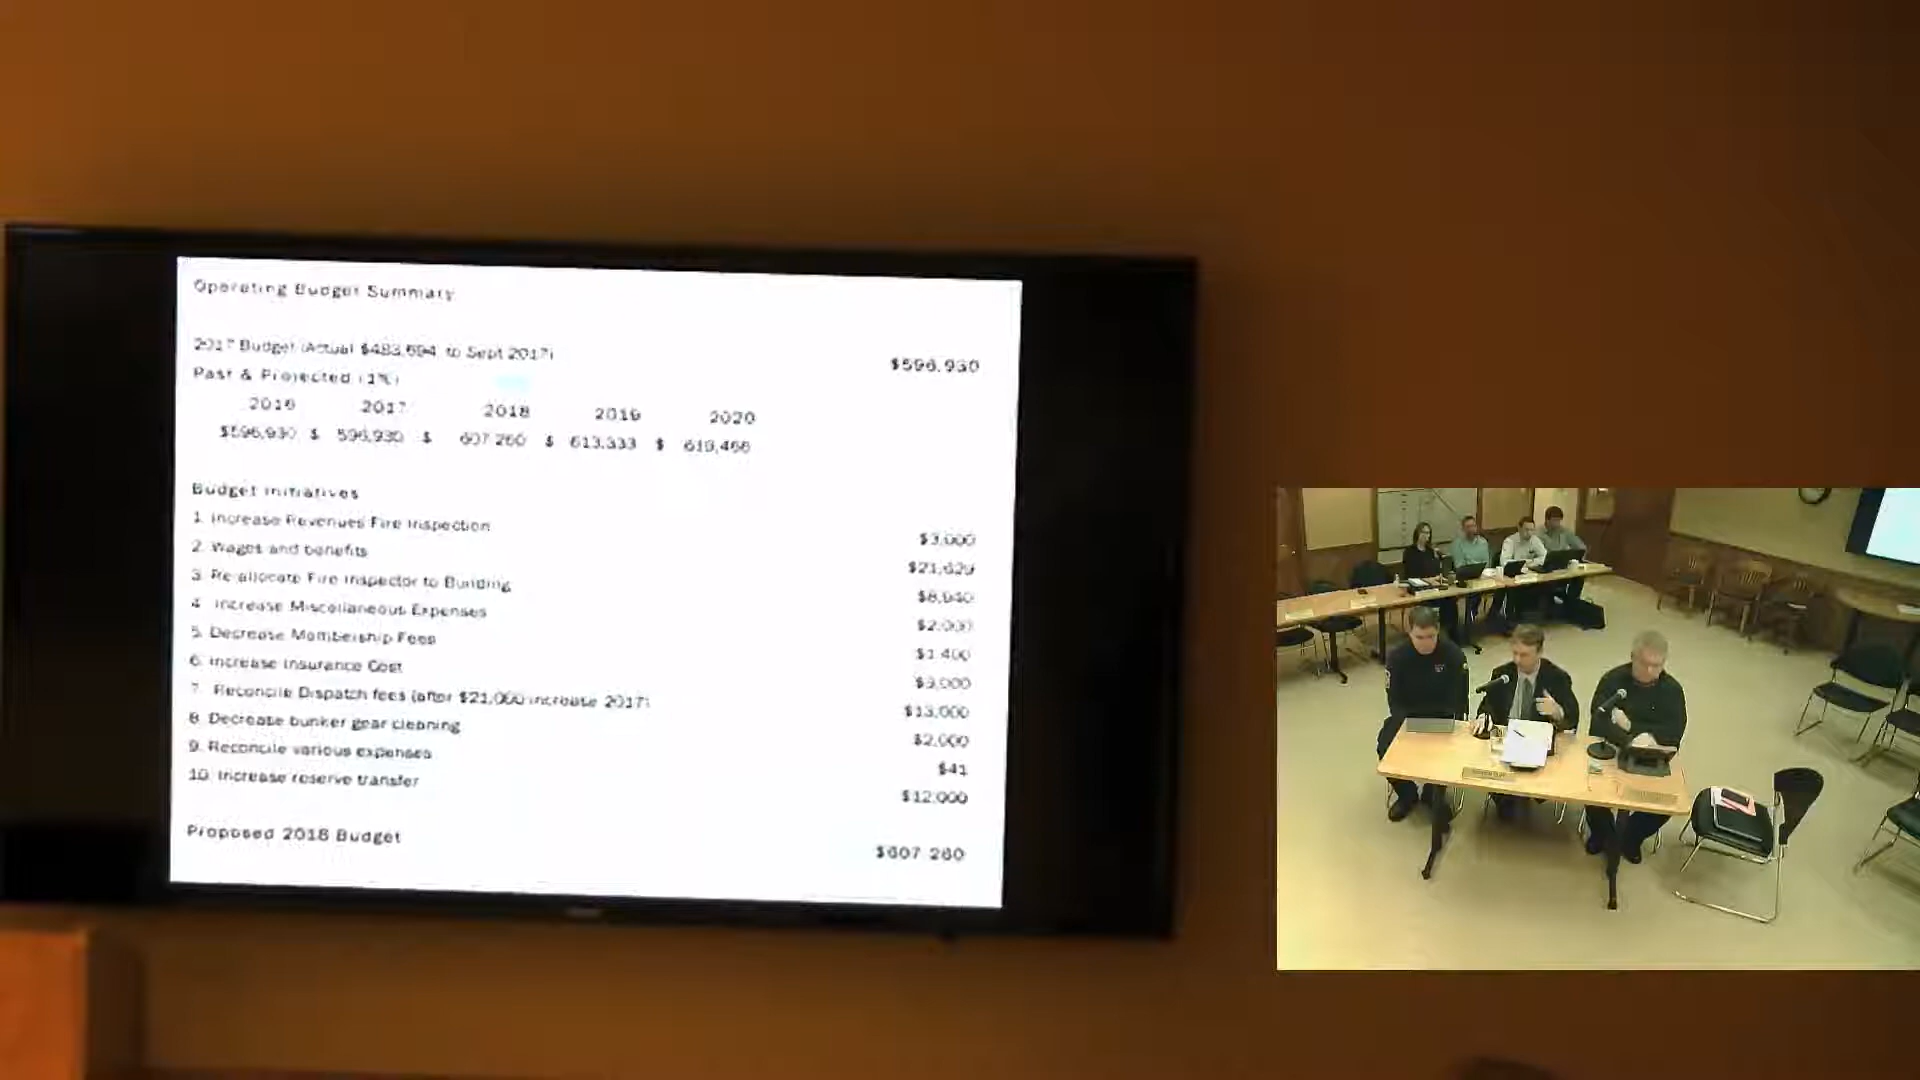 Operating Budget Summary
2017 Budget (Actual $483,694 to Sept 2017) $596,930
Past & Projected (1%)
2016 2017 2018 2019 2020
$596,930 $ 596,930 $ 607,260 $ 613,333 $ 619,466
Budget Initiatives
1. Increase Revenues Fire Inspection $3,000
2. Wages and benefits $21,629
3. Re-allocate Fire Inspector to Building $8,940
4. Increase Miscellaneous Expenses $2,000
5. Decrease Membership Fees $1,400
6. Increase Insurance Cost
7. Reconcile Dispatch fees (after $21,000 increase 2017) $13,000
8. Decrease bunker gear cleaning $2,000
9. Reconcile various expenses $41
10. Increase reserve transfer $12,000
Proposed 2018 Budget $607,260